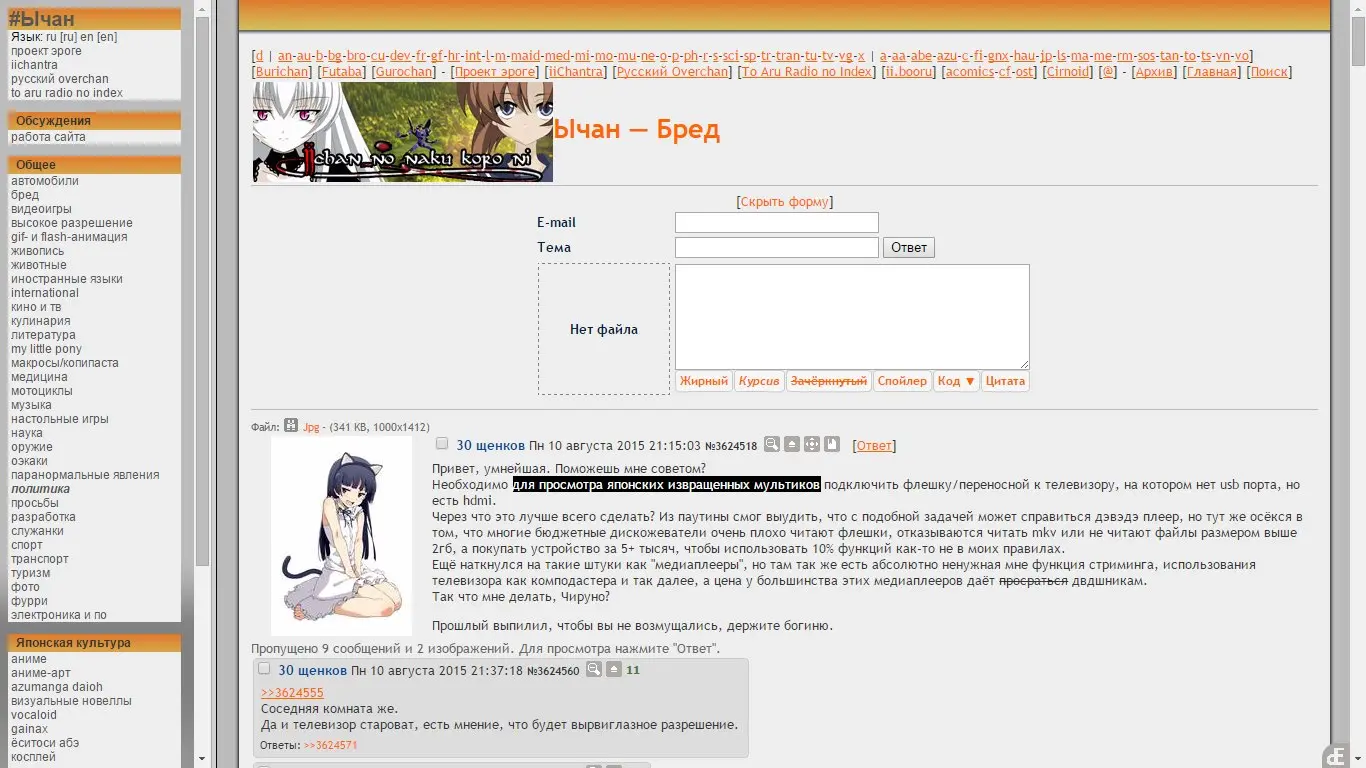 #Ычан
Язык: ru [ru] en [en]
проект эроге
iichantra
русский overchan
to aru radio no index
Обсуждения
работа сайта
Общее
автомобили
бред
видеоигры
высокое разрешение
gif- и flash-анимация
живопись
животные
иностранные языки
international
кино и тв
кулинария
литература
my little pony
макросы/копипаста
медицина
мотоциклы
музыка
настольные игры
наука
оружие
оэкаки
паранормальные явления
политика
просьбы
разработка
служанки
спорт
транспорт
туризм
фото
фурри
электроника и по
Японская культура
аниме
аниме-арт
azumanga daioh
визуальные новеллы
vocaloid
gainax
ёситоси абэ
косплей
[d | an-au-b-bg-bro-cu-dev-fr-gf-hr-int-l-m-maid-med-mi-mo-mu-ne-o-p-ph-r-s-sci-sp-tr-tran-tu-tv-vg-x | a-aa-abe-azu-c-fi-gnx-hau-jp-ls-ma-me-rm-sos-tan-to-ts-vn-vo]
[Burichan] [Futaba] [Gurochan] - [Проект эроге] [iiChantra] [Русский Overchan] [To Aru Radio no Index] [ii.booru] [acomics-cf-ost] [Cirnoid] [@] - [Архив] [Главная] [Поиск]
Iichan no naku koro ni
Ычан — Бред
[Скрыть форму]
E-mail
Тема
Ответ
Нет файла
Жирный Курсив Зачёркнутый Спойлер Код ▼ Цитата
Файл: Jpg - (341 KB, 1000x1412)
30 щенков Пн 10 августа 2015 21:15:03 №3624518 [Ответ]
Привет, умнейшая. Поможешь мне советом?
Необходимо для просмотра японских извращенных мультиков подключить флешку/переносной к телевизору, на котором нет usb порта, но
есть hdmi.
Через что это лучше всего сделать? Из паутины смог выудить, что с подобной задачей может справиться дэвэдэ плеер, но тут же осёкся в
том, что многие бюджетные дискожеватели очень плохо читают флешки, отказываются читать mkv или не читают файлы размером выше
2гб, а покупать устройство за 5+ тысяч, чтобы использовать 10% функций как-то не в моих правилах.
Ещё наткнулся на такие штуки как "медиаплееры", но там так же есть абсолютно ненужная мне функция стриминга, использования
телевизора как комподастера и так далее, а цена у большинства этих медиаплееров даёт просраться двдшникам.
Так что мне делать, Чируно?
Прошлый выпилил, чтобы вы не возмущались, держите богиню.
Пропущено 9 сообщений и 2 изображений. Для просмотра нажмите "Ответ".
30 щенков Пн 10 августа 2015 21:37:18 №3624560 11
>>3624555
Соседняя комната же.
Да и телевизор староват, есть мнение, что будет вырвиглазное разрешение.
Ответы: >>3624571